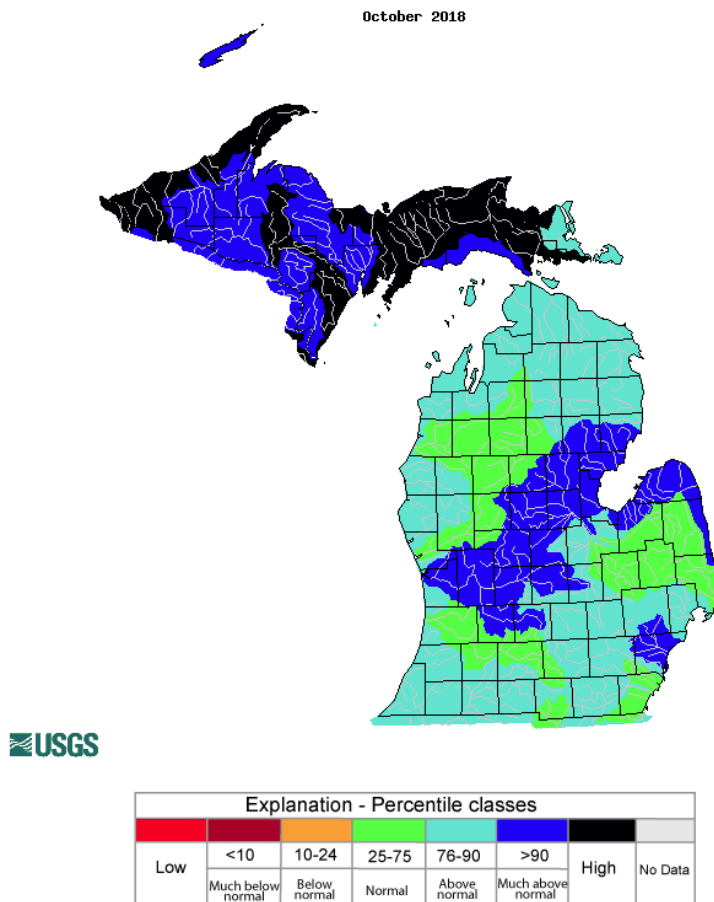 October 2018
USGS
Explanation - Percentile classes
Low
<10
10-24
25-75
76-90
>90
High
No Data
Much below
normal
Below
normal
Normal
Above
normal
Much above
normal